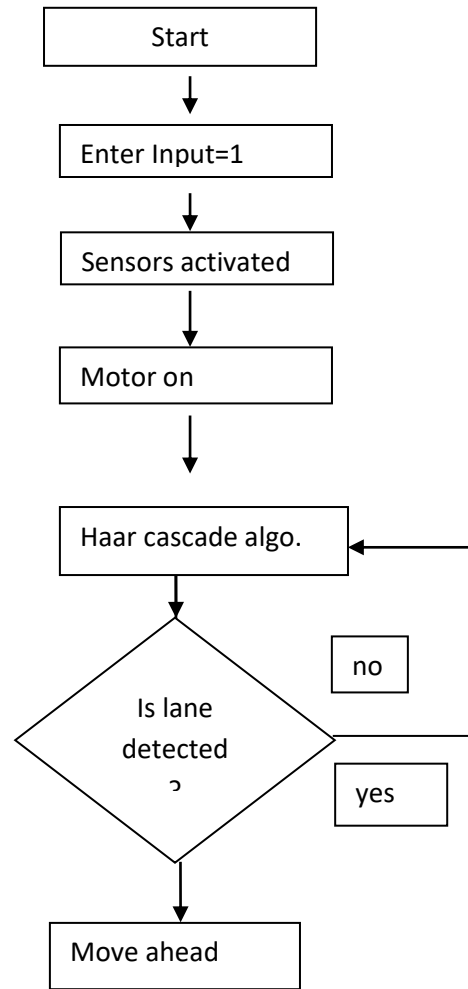 Start
Enter Input=1
Sensors activated
Motor on
Haar cascade algo.
no
Is lane
detected
?
yes
Move ahead